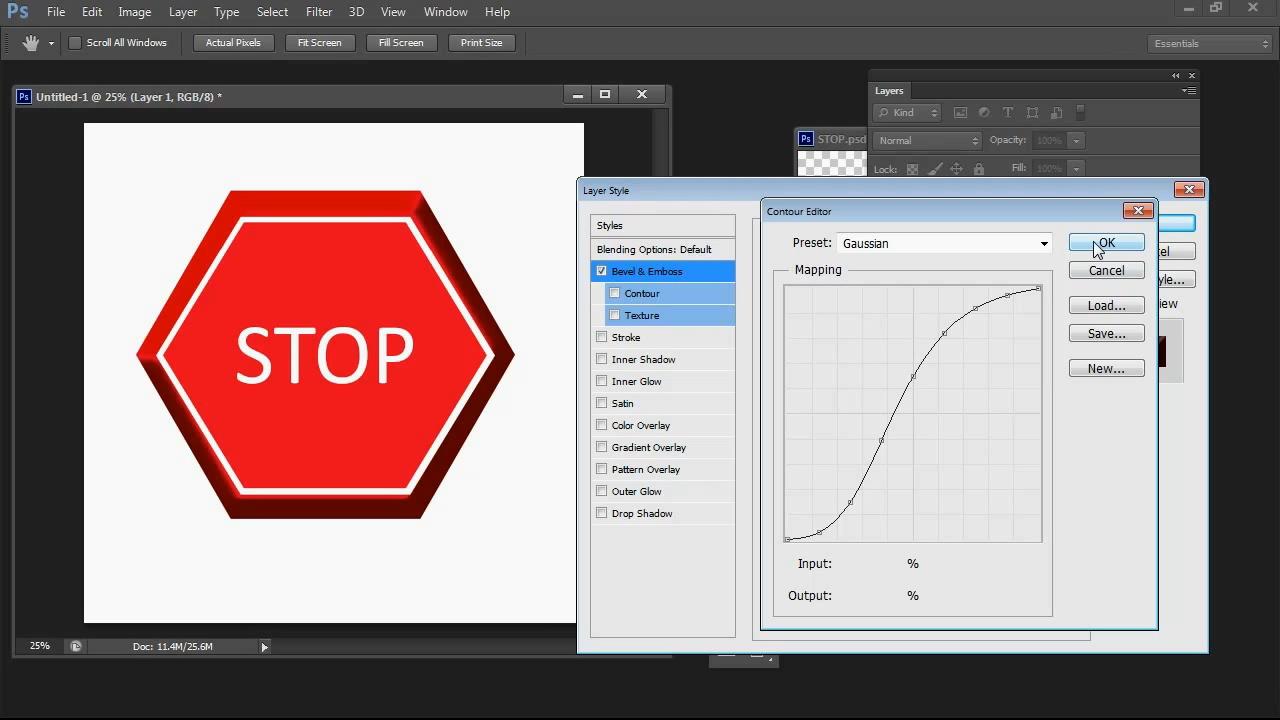 Ps File Edit Image Layer Type Select Filter 3D View Window Help
Scroll All Windows Actual Pixels Fit Screen Fill Screen Print Size Essentials
Layers
Ps Untitled-1 @ 25% (Layer 1, RGB/8) *
Kind T
Ps STOP.psd
Normal Opacity: 100%
Lock: Fill: 100%
Layer Style
Contour Editor
Styles
Preset: Gaussian OK
Blending Options: Default
Mapping
Bevel & Emboss
Cancel
Contour
Load...
Texture
Save...
Stroke
Inner Shadow
New...
Inner Glow
Satin
Color Overlay
Gradient Overlay
Pattern Overlay
Outer Glow
Drop Shadow
STOP
Input: %
Output: %
25% Doc: 11.4M/25.6M